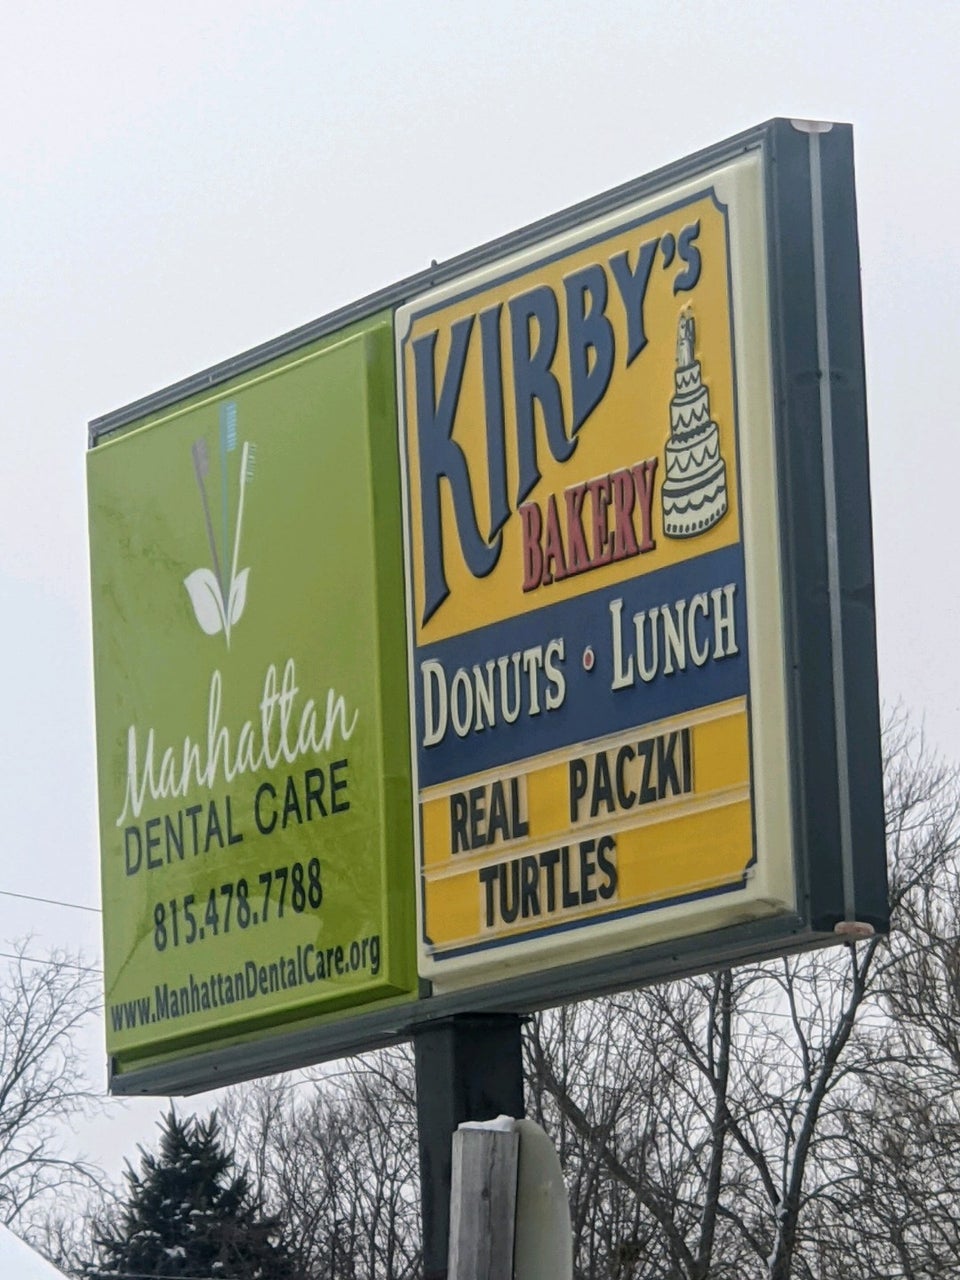 Manhattan
DENTAL CARE
815.478.7788
www.ManhattanDentalCare.org
KIRBY's
BAKERY
DONUTS • LUNCH
REAL PACZKI
TURTLES